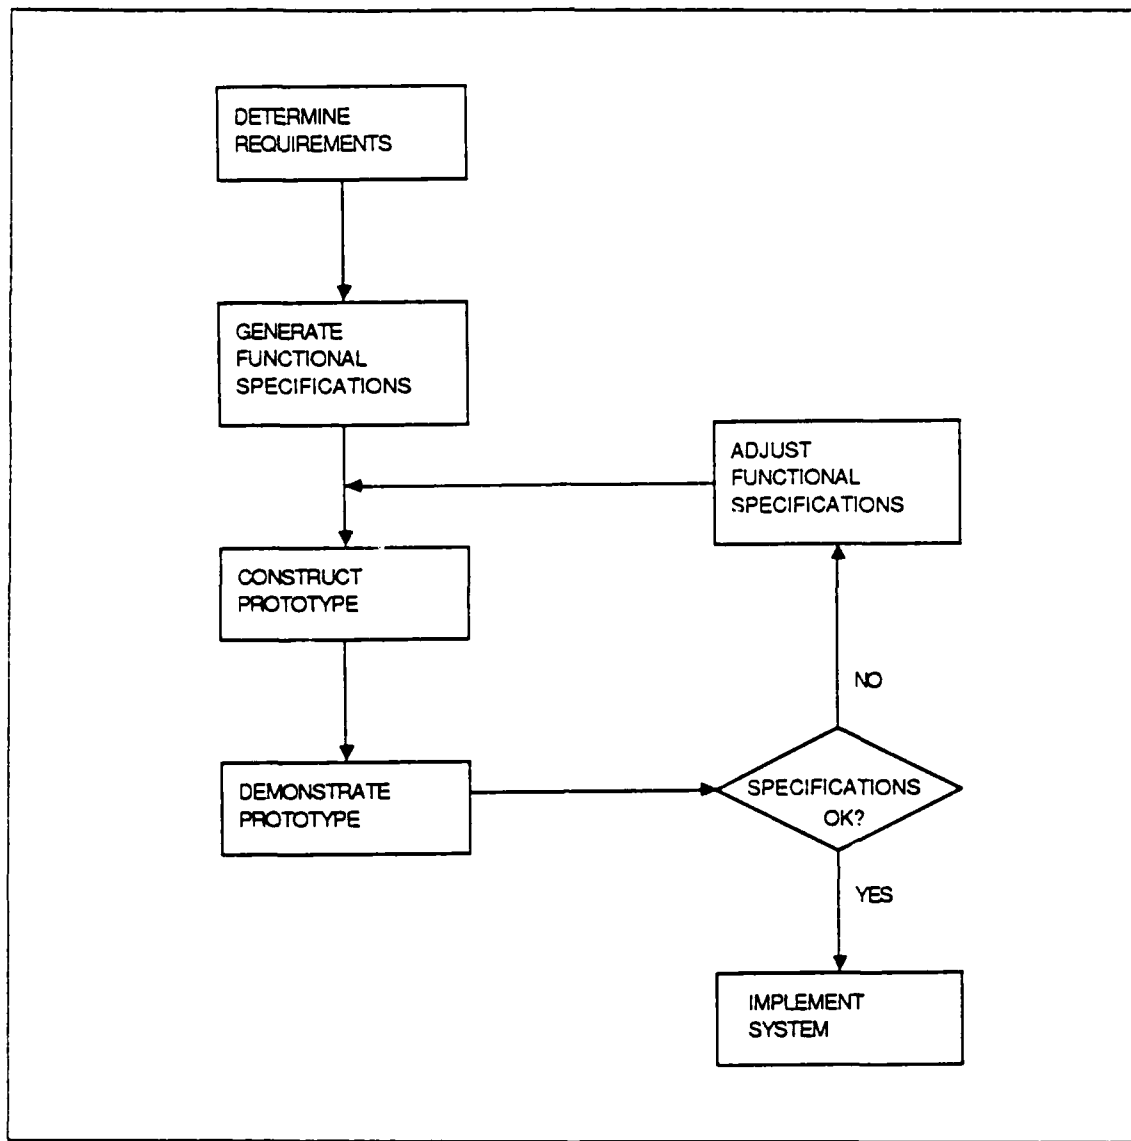 DETERMINE
REQUIREMENTS
GENERATE
FUNCTIONAL
SPECIFICATIONS
ADJUST
FUNCTIONAL
SPECIFICATIONS
CONSTRUCT
PROTOTYPE
NO
DEMONSTRATE
PROTOTYPE
SPECIFICATIONS
OK?
YES
IMPLEMENT
SYSTEM